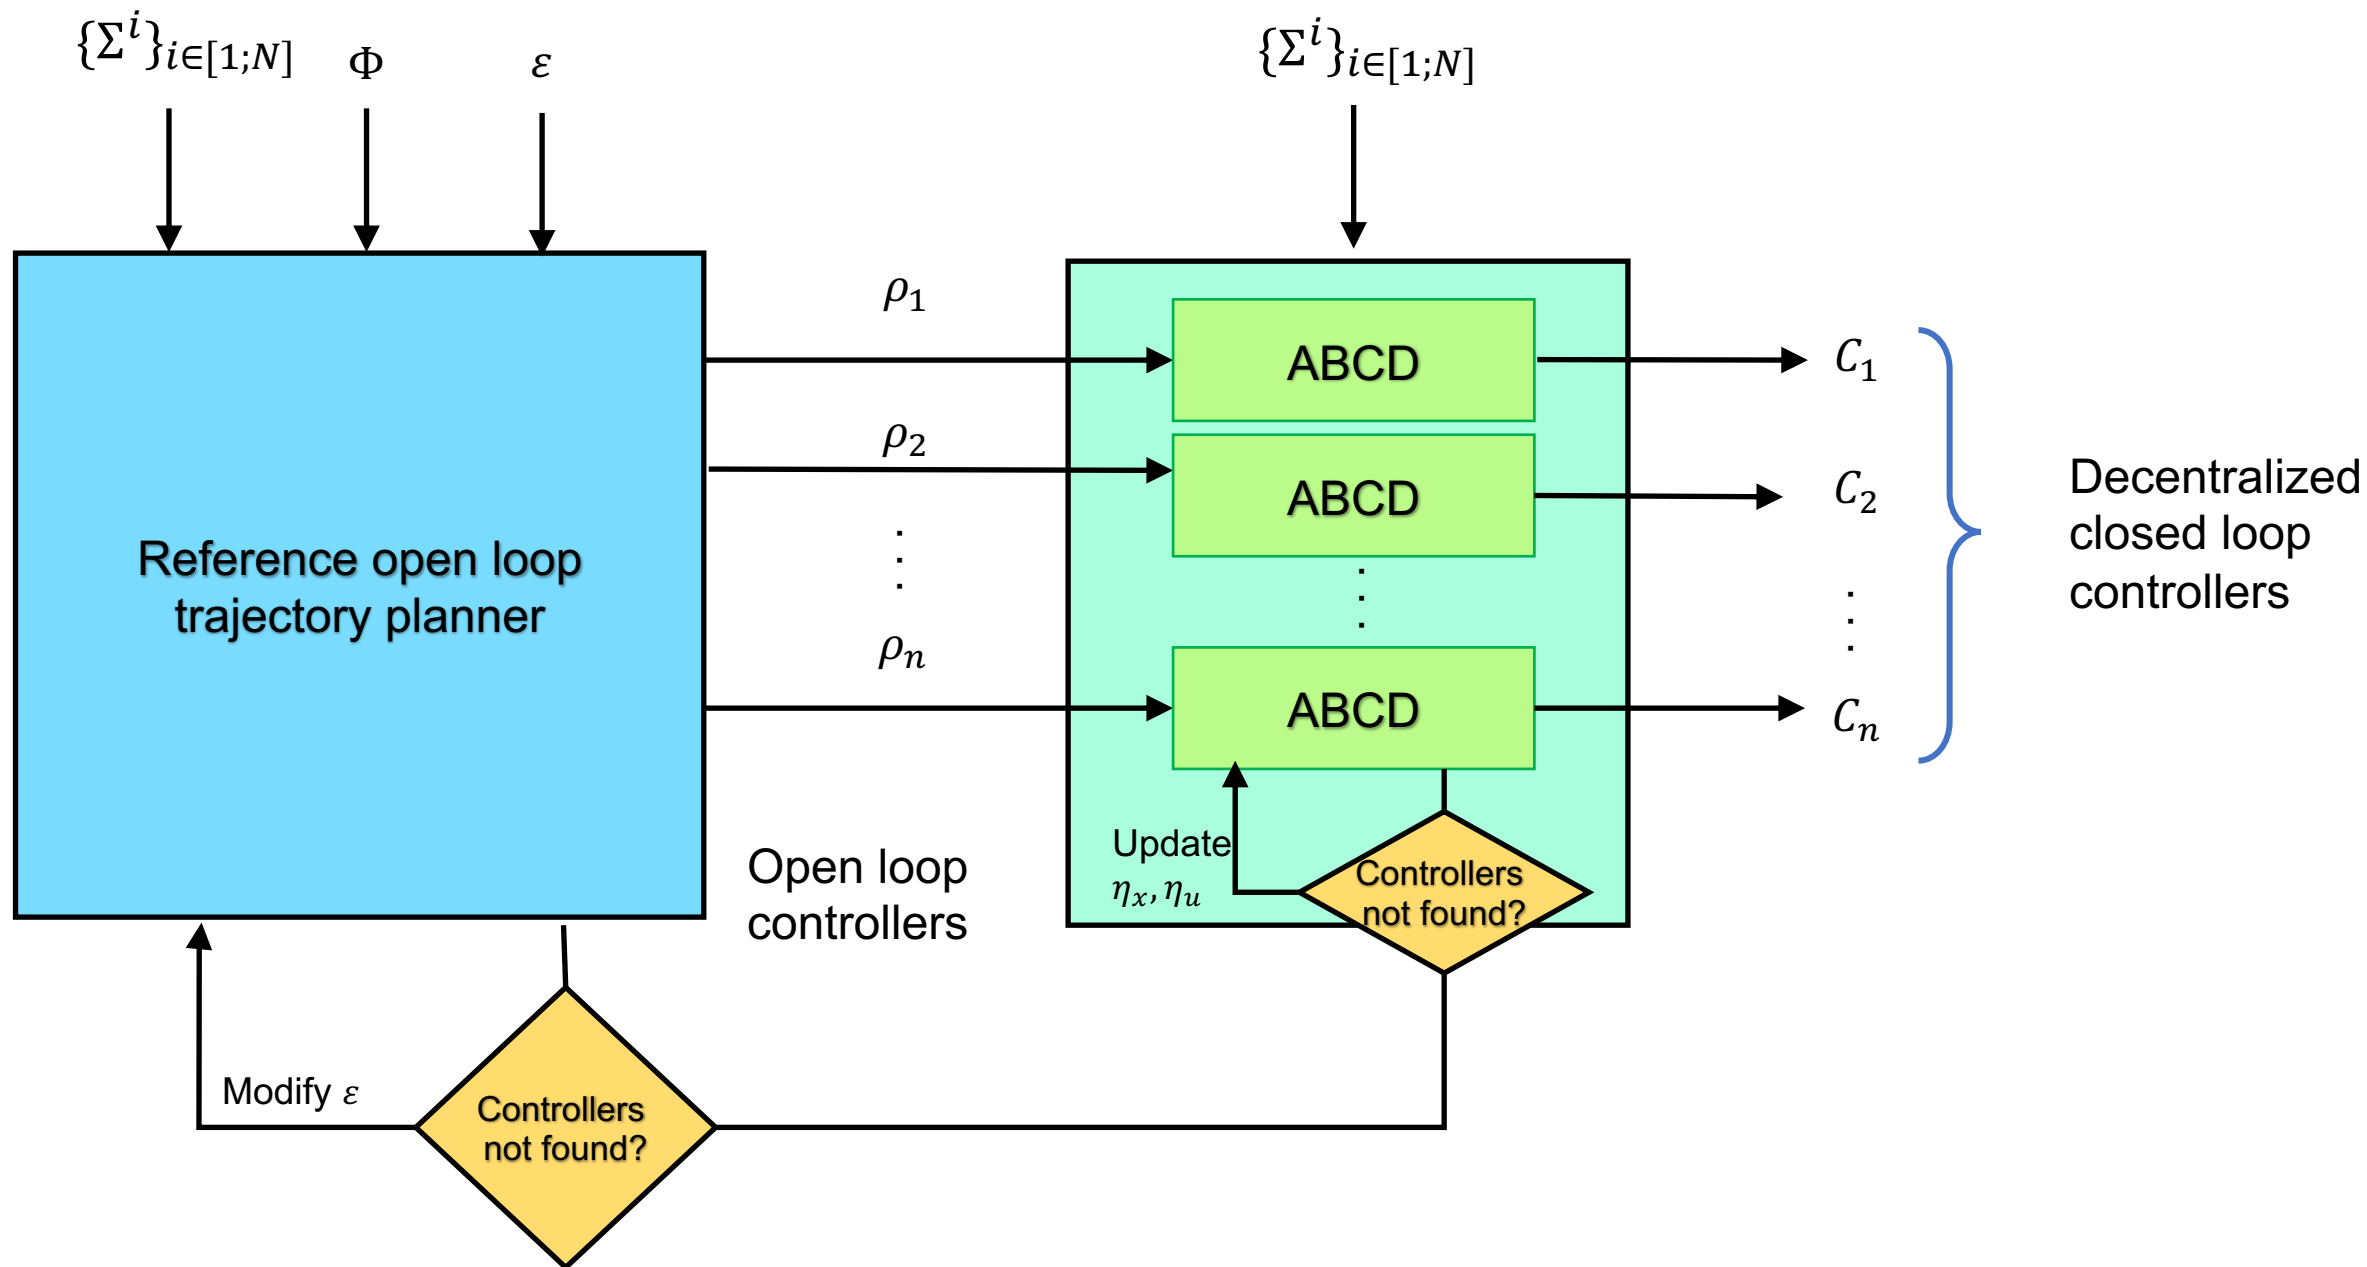 {Σ^i}_{i∈[1;N]}
Φ
ε
{Σ^i}_{i∈[1;N]}
Reference open loop
trajectory planner
ρ_1
ρ_2
⋮
ρ_n
Open loop
controllers
ABCD
ABCD
⋮
ABCD
Update
η_x, η_u
Controllers
not found?
C_1
C_2
⋮
C_n
Decentralized
closed loop
controllers
Modify ε
Controllers
not found?